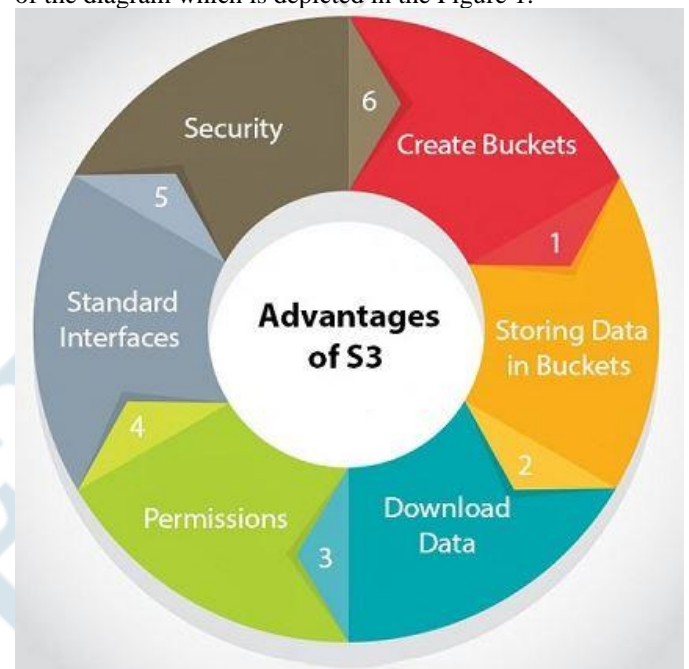 of the diagram which is depicted in the Figure 1.
6
Security
Create Buckets
5
1
Standard
Interfaces
Advantages
of S3
Storing Data
in Buckets
4
2
Permissions
3
Download
Data